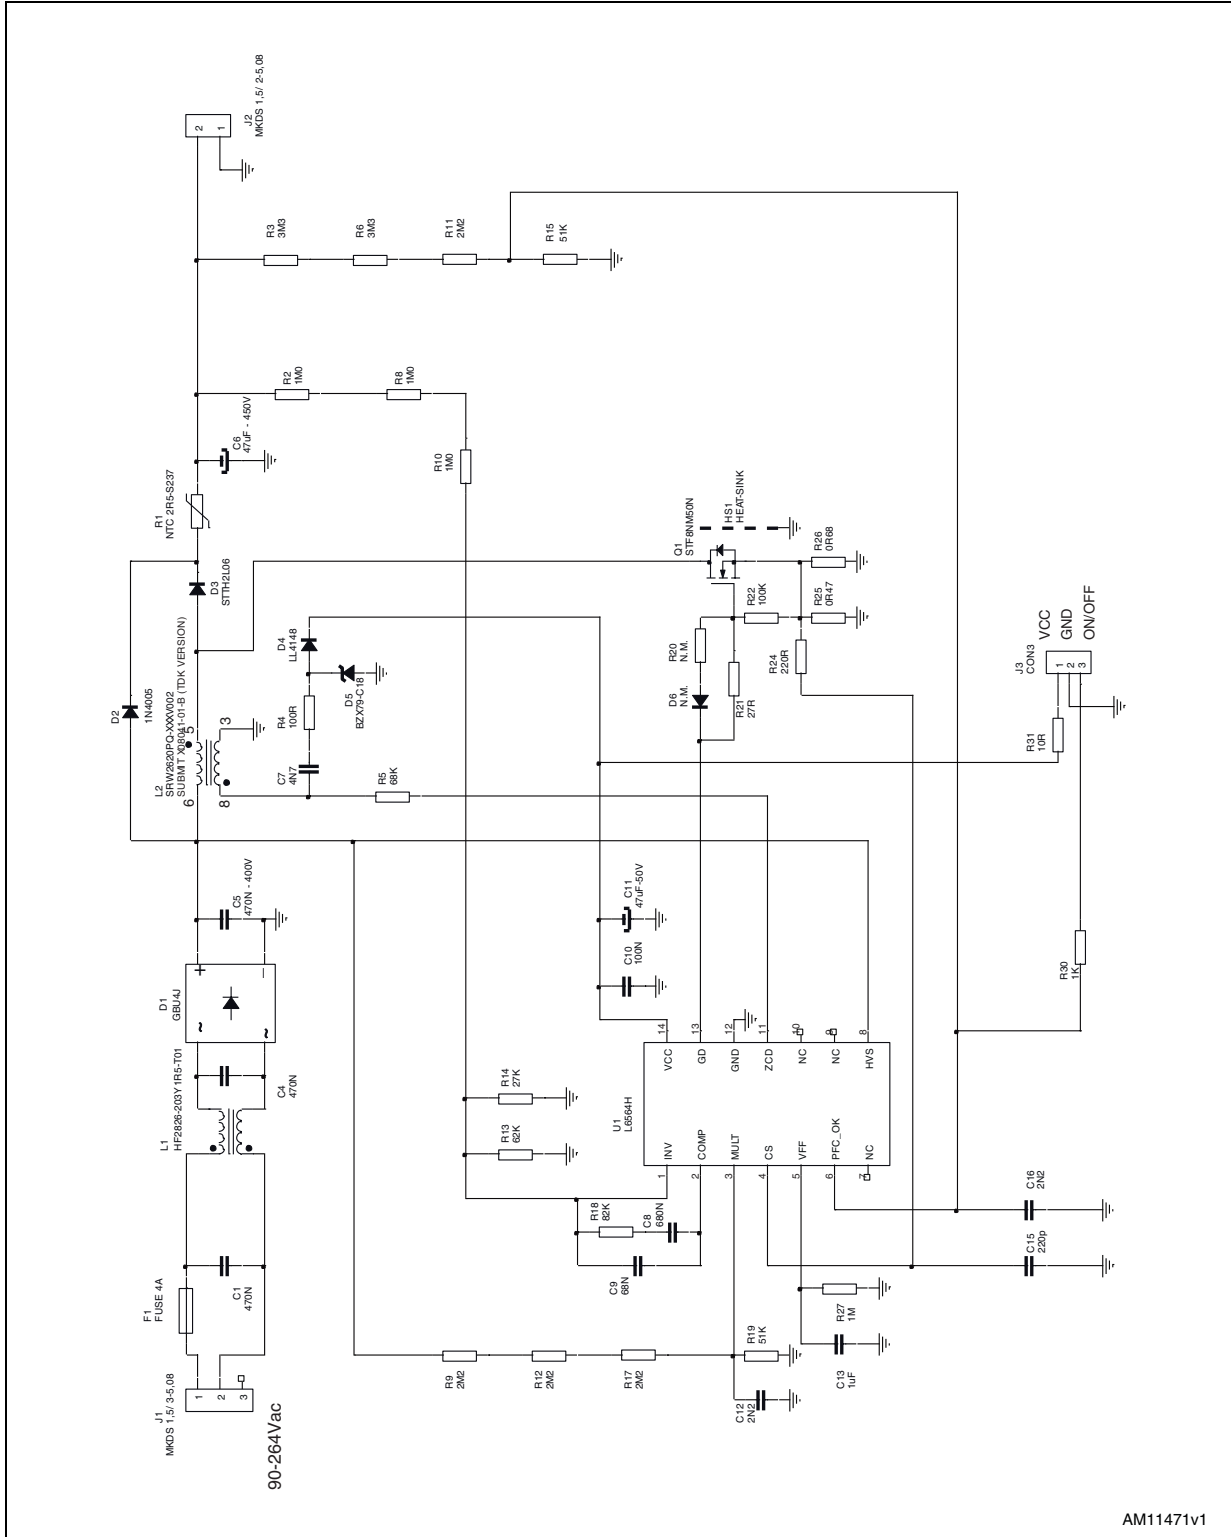 J2
MKDS 1,5/ 2-5,08
2
1
R3
3M3
R6
3M3
R11
2M2
R15
51K
R2
1M0
R8
1M0
C6
47uF - 450V
R10
1M0
R1
NTC 2R5-S237
D3
STTH2L06
D2
1N4005
Q1
STF8NM50N
HS1
HEAT-SINK
D4
LL4148
D5
BZX79-C18
R4
100R
C7
4N7
R5
68K
L2
SRW2620PQ-XXXV002
SUBMIT X08041-01-B (TDK VERSION)
5
3
6
8
R20
N.M.
D6
N.M.
R21
27R
R22
100K
R24
220R
R25
0R47
R26
0R68
J3
CON3
VCC
GND
ON/OFF
1
2
3
R31
10R
R30
1K
C5
470N - 400V
D1
GBU4J
+
_
~
~
L1
HF2826-203Y1R5-T01
C4
470N
C11
47uF-50V
C10
100N
R14
27K
R13
62K
U1
L6564H
14
VCC
13
GD
12
GND
11
ZCD
10
NC
9
NC
8
HVS
INV
1
COMP
2
MULT
3
CS
4
VFF
5
PFC_OK
6
NC
7
R18
82K
C8
680N
C9
68N
C16
2N2
C15
220p
R27
1M
C13
1uF
R19
51K
C12
2N2
R9
2M2
R12
2M2
R17
2M2
C1
470N
F1
FUSE 4A
J1
MKDS 1,5/ 3-5,08
1
2
3
90-264Vac
AM11471v1